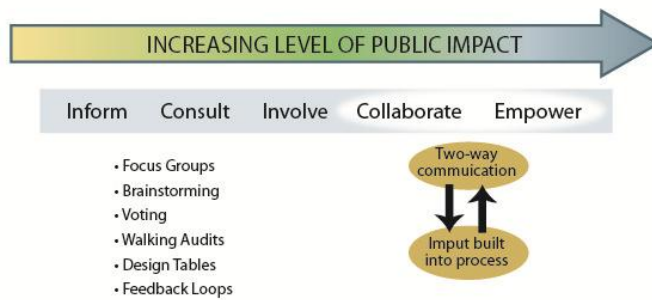 INCREASING LEVEL OF PUBLIC IMPACT
Inform Consult Involve Collaborate Empower
• Focus Groups
• Brainstorming
• Voting
• Walking Audits
• Design Tables
• Feedback Loops
Two-way
commuication
Imput built
into process